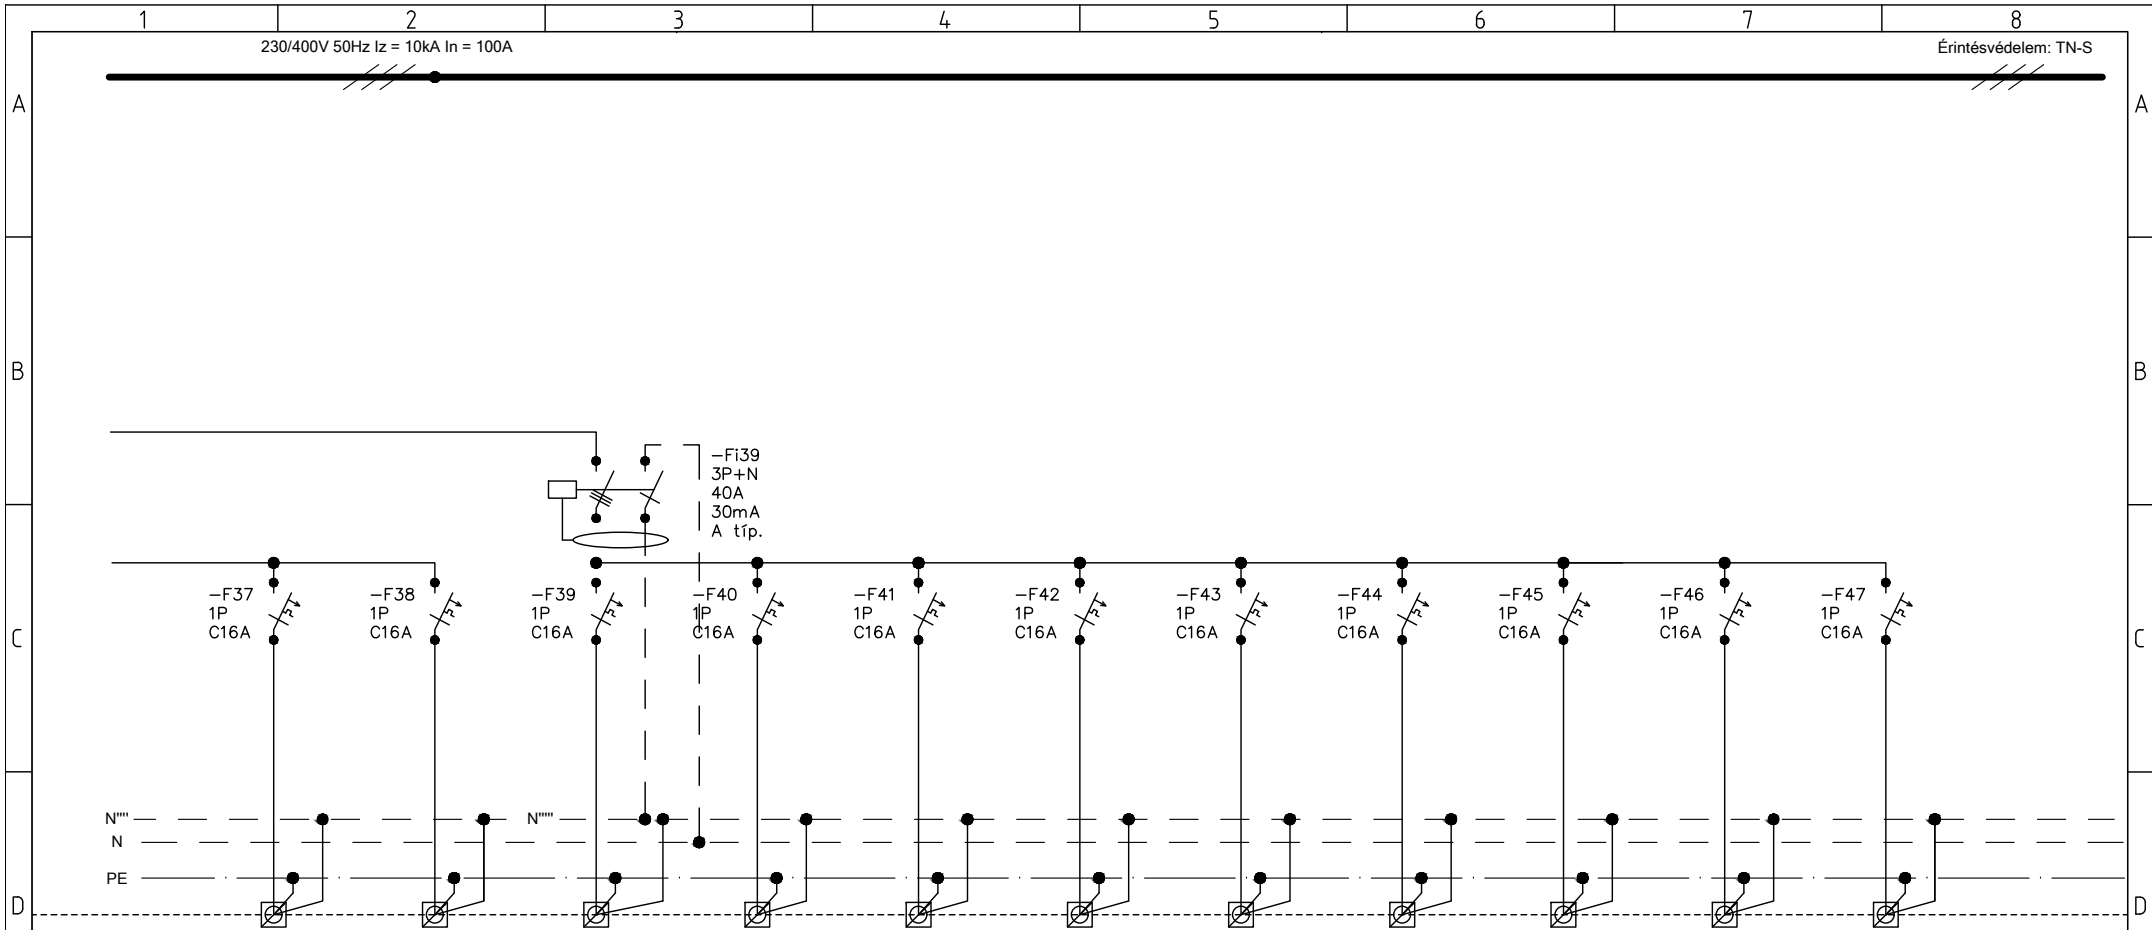 1 2 3 4 5 6 7 8
230/400V 50Hz Iz = 10kA In = 100A
Érintésvédelem: TN-S
A A
B B
-Fi39
3P+N
40A
30mA
A típ.
-F37
1P
C16A
-F38
1P
C16A
-F39
1P
C16A
-F40
1P
C16A
-F41
1P
C16A
-F42
1P
C16A
-F43
1P
C16A
-F44
1P
C16A
-F45
1P
C16A
-F46
1P
C16A
-F47
1P
C16A
C C
N"" N"""
N
PE
D D